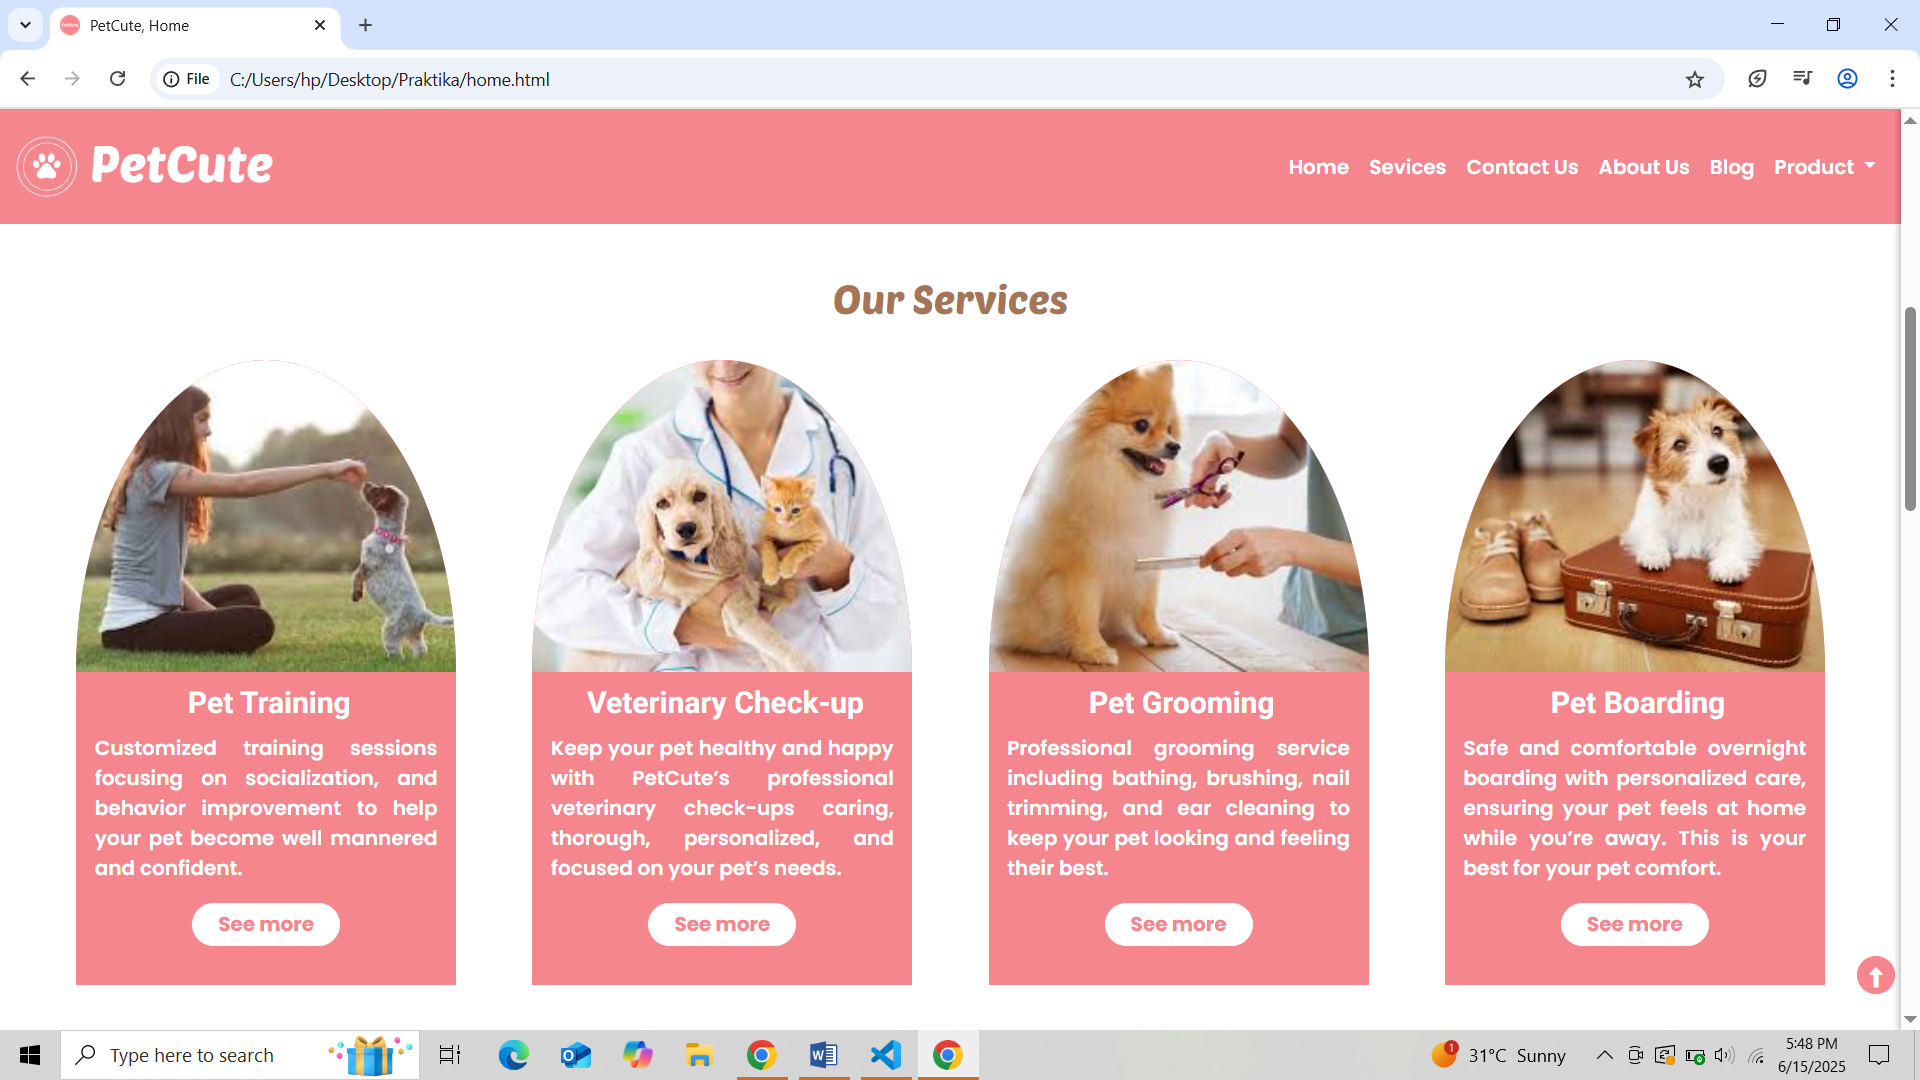 PetCute, Home
File C:/Users/hp/Desktop/Praktika/home.html
PetCute
Home Sevices Contact Us About Us Blog Product
Our Services
Pet Training
Customized training sessions
focusing on socialization, and
behavior improvement to help
your pet become well mannered
and confident.
See more
Veterinary Check-up
Keep your pet healthy and happy
with PetCute’s professional
veterinary check-ups caring,
thorough, personalized, and
focused on your pet’s needs.
See more
Pet Grooming
Professional grooming service
including bathing, brushing, nail
trimming, and ear cleaning to
keep your pet looking and feeling
their best.
See more
Pet Boarding
Safe and comfortable overnight
boarding with personalized care,
ensuring your pet feels at home
while you’re away. This is your
best for your pet comfort.
See more
Type here to search
1
31°C Sunny
5:48 PM
6/15/2025